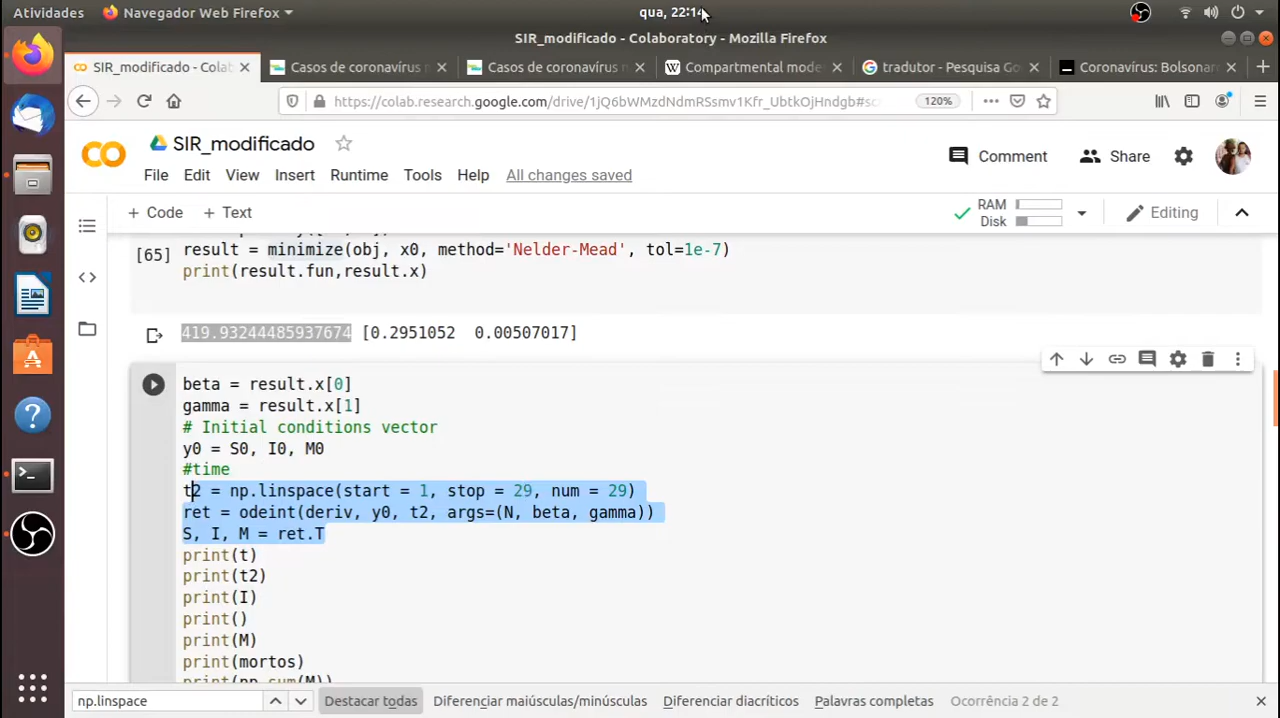 Atividades Navegador Web Firefox qua, 22:14
SIR_modificado - Colaboratory - Mozilla Firefox
SIR_modificado - Colab Casos de coronavírus n Casos de coronavírus n Compartmental mode tradutor - Pesquisa Go Coronavírus: Bolsonar
https://colab.research.google.com/drive/1jQ6bWMzdNdmRSsmv1Kfr_UbtkOjHndgb#sc 120%
SIR_modificado
File Edit View Insert Runtime Tools Help All changes saved
Comment Share
+ Code + Text
RAM
Disk
Editing
[65]
result = minimize(obj, x0, method='Nelder-Mead', tol=1e-7)
print(result.fun,result.x)
419.93244485937674 [0.2951052 0.00507017]
beta = result.x[0]
gamma = result.x[1]
# Initial conditions vector
y0 = S0, I0, M0
#time
t2 = np.linspace(start = 1, stop = 29, num = 29)
ret = odeint(deriv, y0, t2, args=(N, beta, gamma))
S, I, M = ret.T
print(t)
print(t2)
print(I)
print()
print(M)
print(mortos)
print(np.sum(M))
np.linspace Destacar todas Diferenciar maiúsculas/minúsculas Diferenciar diacríticos Palavras completas Ocorrência 2 de 2